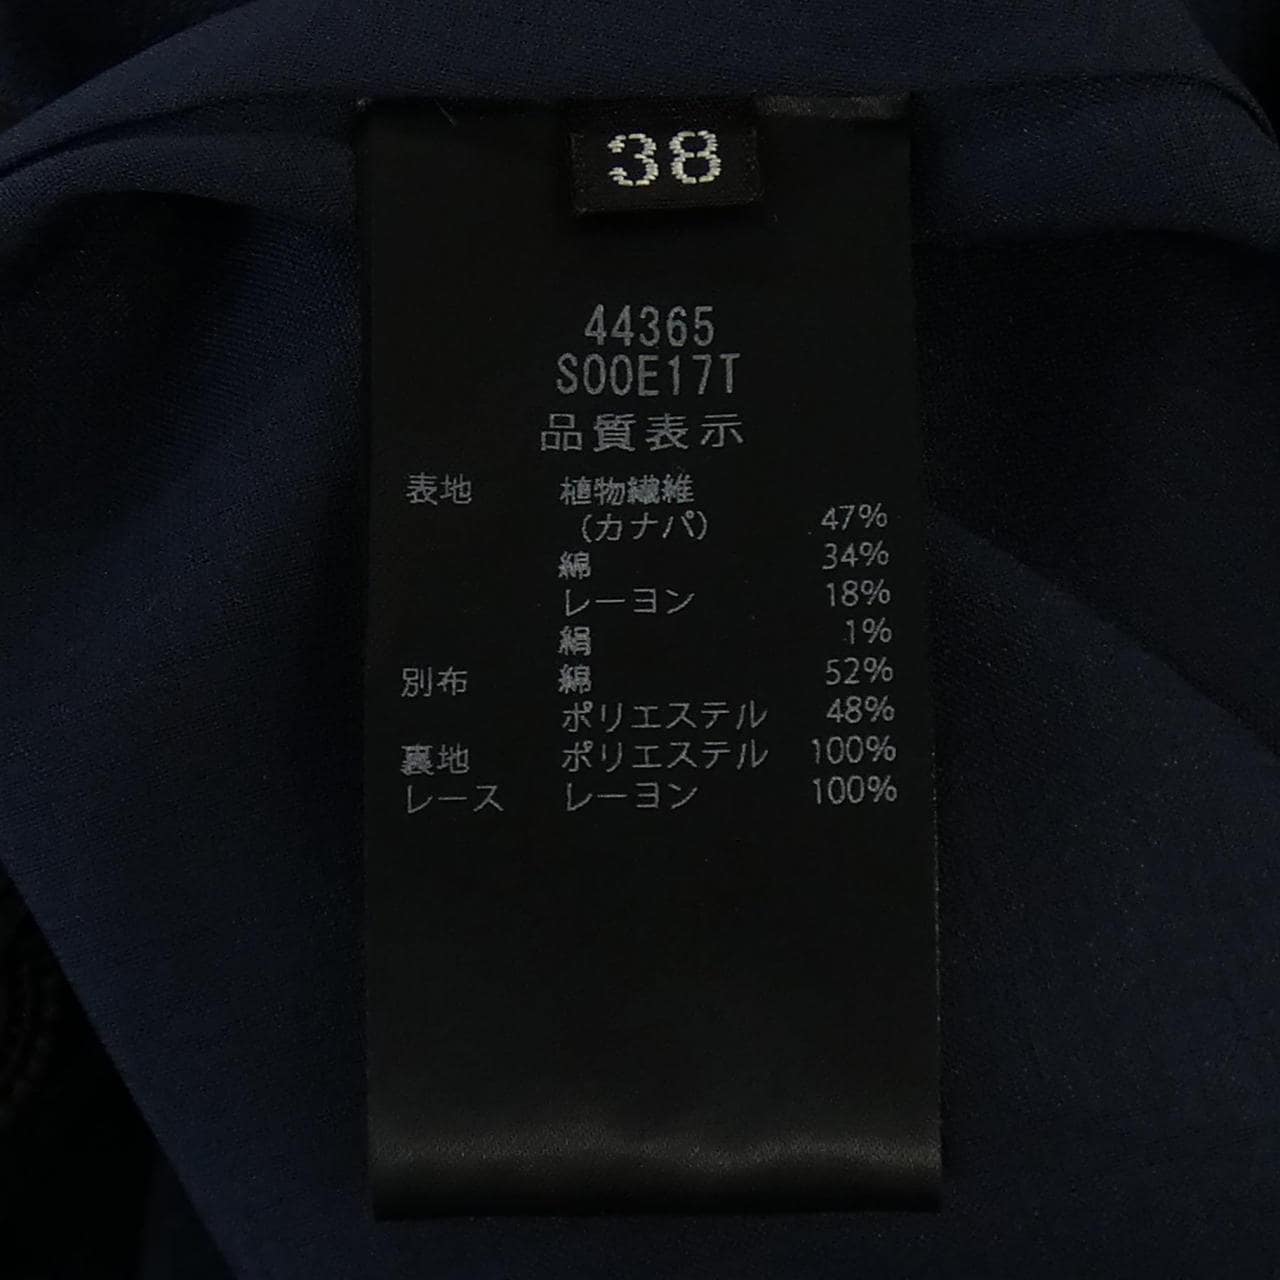 38
44365
S00E17T
品質表示
表地 植物繊維
(カナパ) 47%
綿 34%
レーヨン 18%
絹 1%
別布 綿 52%
ポリエステル 48%
裏地 ポリエステル 100%
レース レーヨン 100%